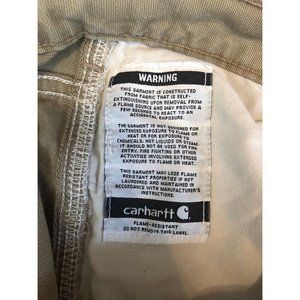 WARNING
THIS GARMENT IS CONSTRUCTED
FROM FABRIC THAT IS SELF-
EXTINGUISHING UPON REMOVAL FROM
A FLAME SOURCE AND MAY PROVIDE A
FEW SECONDS TO REACT TO AN
ACCIDENTAL EXPOSURE.
THE GARMENT IS NOT DESIGNED FOR
EXTENDED EXPOSURE TO FLAME OR
HEAT OR FOR EXPOSURE TO
CHEMICALS, HOT LIQUIDS OR STEAM.
IT SHOULD NOT BE USED FOR FIRE
ENTRY, FIRE FIGHTING OR OTHER
ACTIVITIES INVOLVING EXTENDED
EXPOSURE TO FLAME OR HEAT.
THIS GARMENT MAY LOSE FLAME
RESISTANT PROPERTIES IF NOT
LAUNDERED AND MAINTAINED IN
ACCORDANCE WITH MANUFACTURER'S
INSTRUCTIONS.
carhartt
FLAME-RESISTANT
DO NOT REMOVE THIS LABEL.